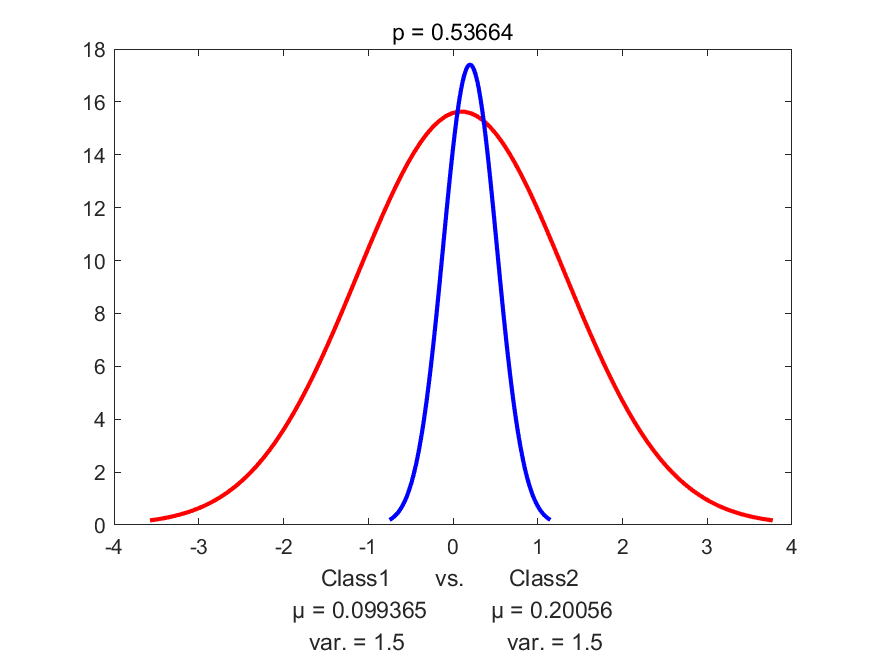 p = 0.53664
18
16
14
12
10
8
6
4
2
0
-4 -3 -2 -1 0 1 2 3 4
Class1 vs. Class2
μ = 0.099365 μ = 0.20056
var. = 1.5 var. = 1.5